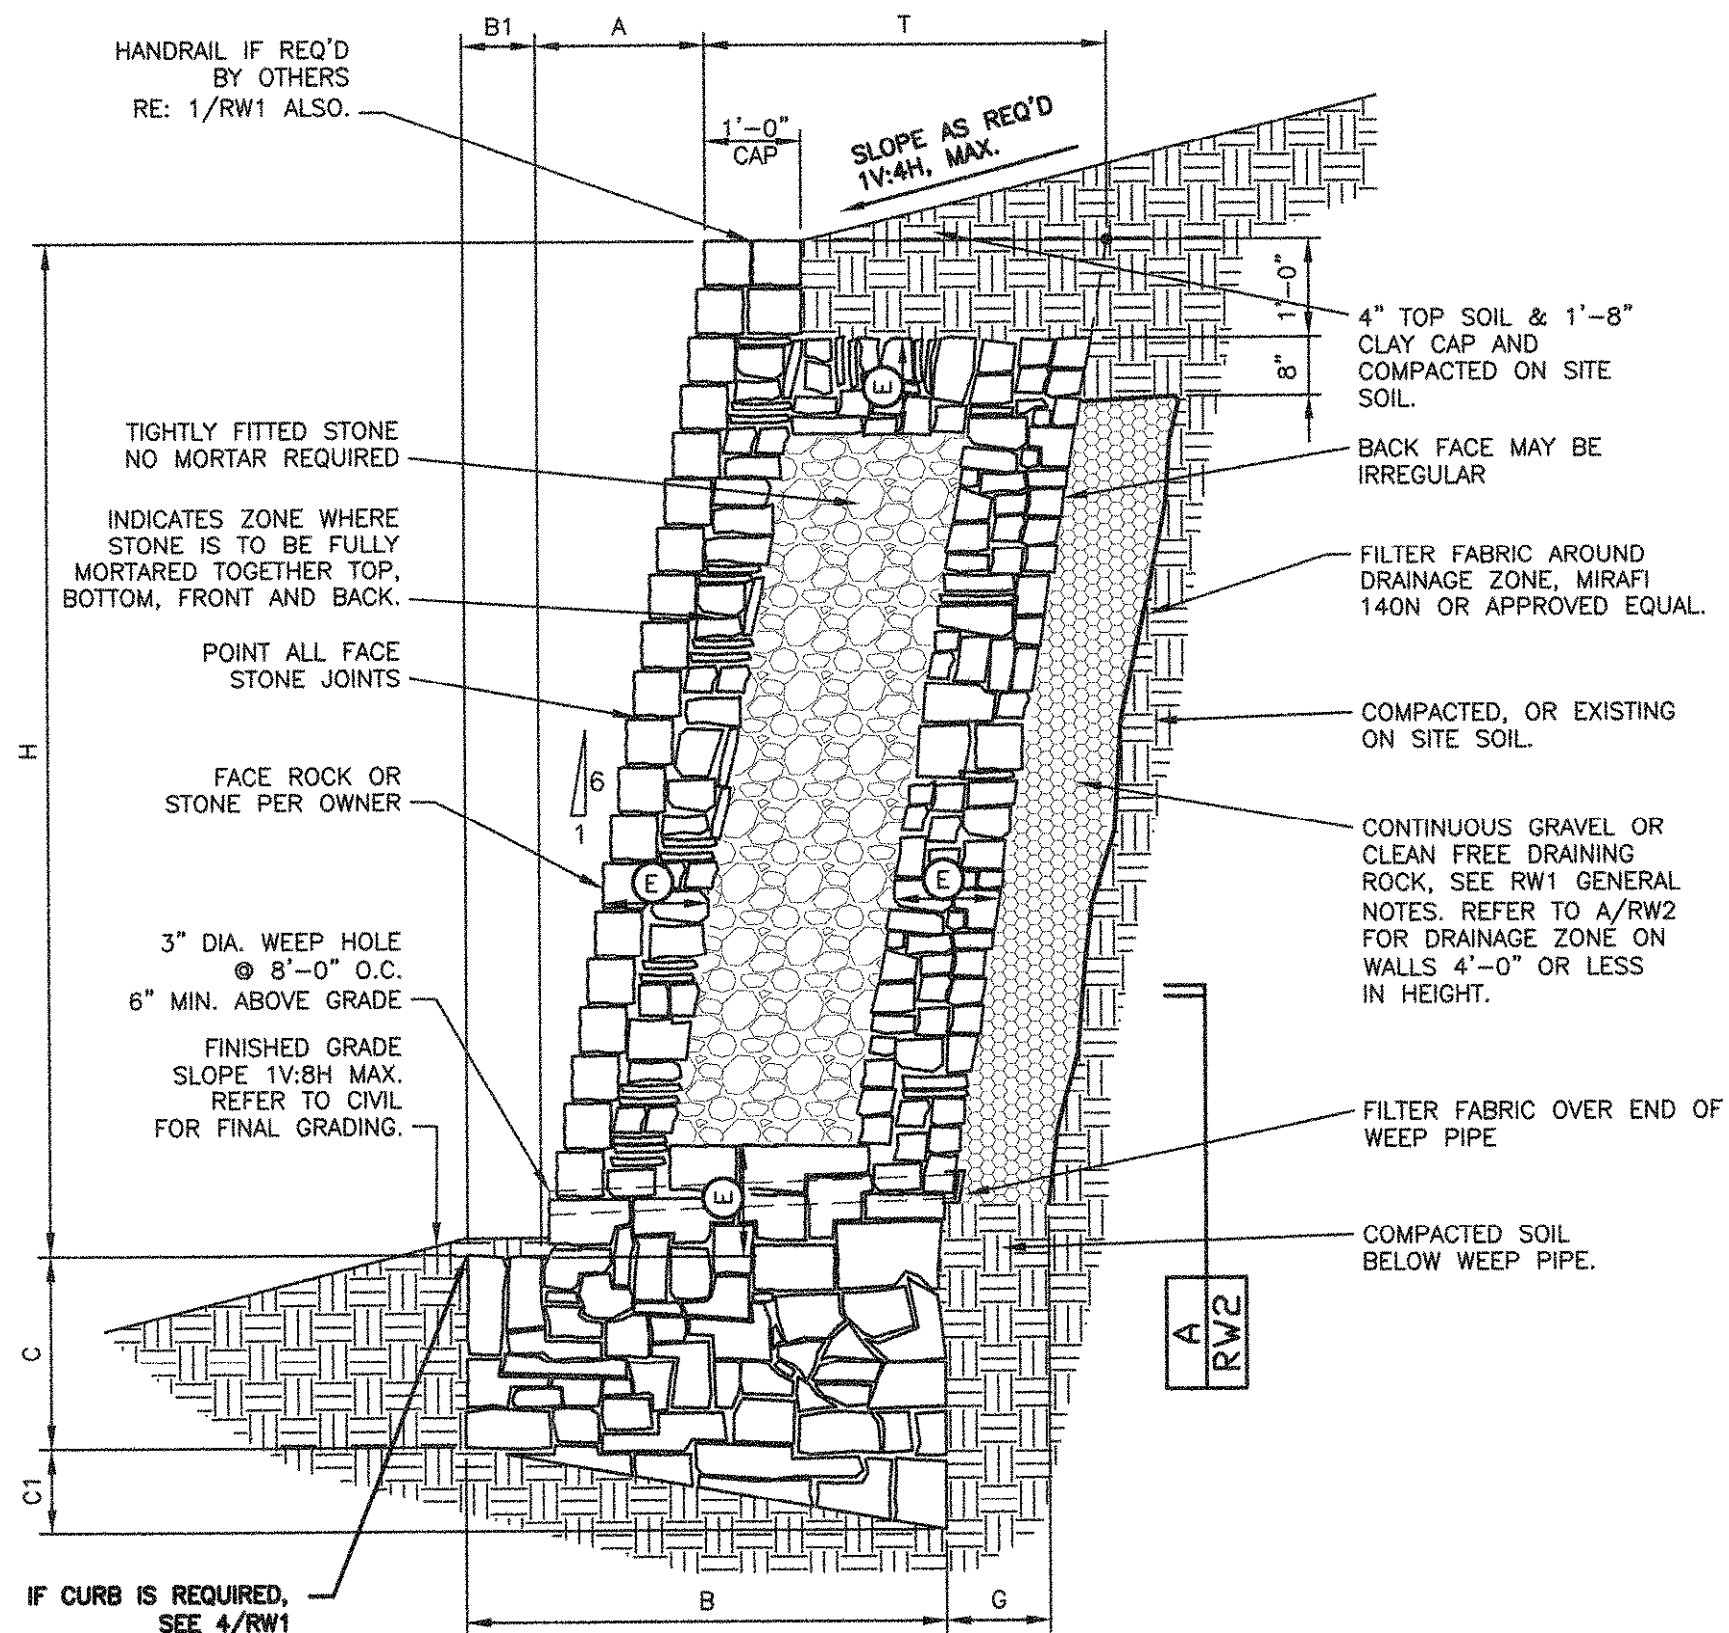 B1
A
T
HANDRAIL IF REQ'D
BY OTHERS
RE: 1/RW1 ALSO.
1'-0"
CAP
SLOPE AS REQ'D
1V:4H, MAX.
1'-0"
8"
4" TOP SOIL & 1'-8"
CLAY CAP AND
COMPACTED ON SITE
SOIL.
E
TIGHTLY FITTED STONE
NO MORTAR REQUIRED
BACK FACE MAY BE
IRREGULAR
INDICATES ZONE WHERE
STONE IS TO BE FULLY
MORTARED TOGETHER TOP,
BOTTOM, FRONT AND BACK.
FILTER FABRIC AROUND
DRAINAGE ZONE, MIRAFI
140N OR APPROVED EQUAL.
POINT ALL FACE
STONE JOINTS
COMPACTED, OR EXISTING
ON SITE SOIL.
H
6
1
FACE ROCK OR
STONE PER OWNER
CONTINUOUS GRAVEL OR
CLEAN FREE DRAINING
ROCK, SEE RW1 GENERAL
NOTES. REFER TO A/RW2
FOR DRAINAGE ZONE ON
WALLS 4'-0" OR LESS
IN HEIGHT.
E
E
3" DIA. WEEP HOLE
@ 8'-0" O.C.
6" MIN. ABOVE GRADE
FINISHED GRADE
SLOPE 1V:8H MAX.
REFER TO CIVIL
FOR FINAL GRADING.
FILTER FABRIC OVER END OF
WEEP PIPE
E
COMPACTED SOIL
BELOW WEEP PIPE.
A
RW2
C
C1
IF CURB IS REQUIRED,
SEE 4/RW1
B
G